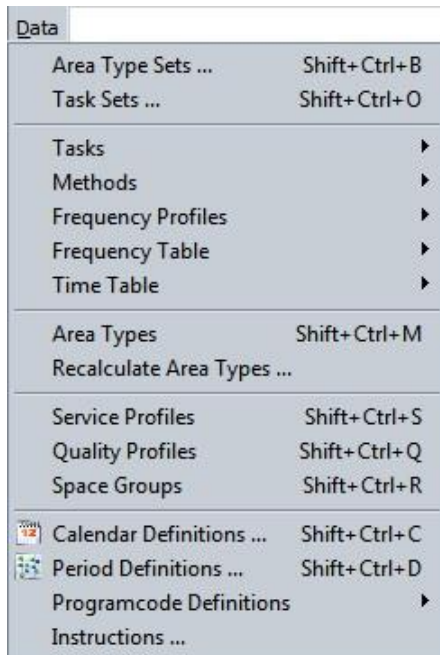 Data
Area Type Sets ... Shift+Ctrl+B
Task Sets ... Shift+Ctrl+O
Tasks
Methods
Frequency Profiles
Frequency Table
Time Table
Area Types Shift+Ctrl+M
Recalculate Area Types ...
Service Profiles Shift+Ctrl+S
Quality Profiles Shift+Ctrl+Q
Space Groups Shift+Ctrl+R
12 Calendar Definitions ... Shift+Ctrl+C
Period Definitions ... Shift+Ctrl+D
Programcode Definitions
Instructions ...